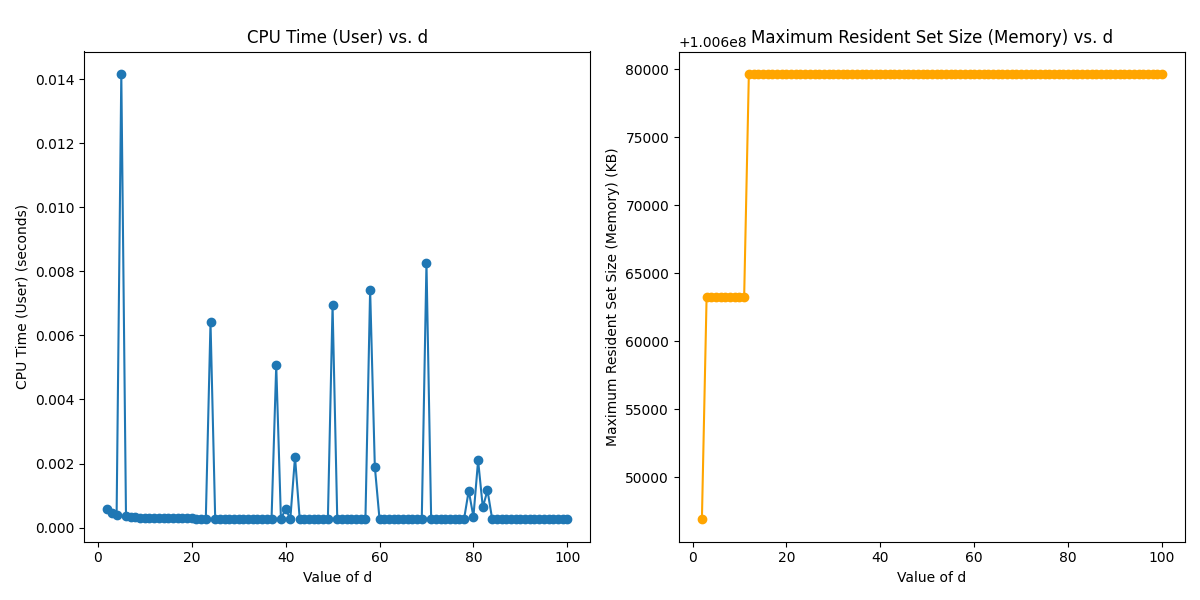 CPU Time (User) vs. d
CPU Time (User) (seconds)
0.014
0.012
0.010
0.008
0.006
0.004
0.002
0.000
0 20 40 60 80 100
Value of d
+1.006e8 Maximum Resident Set Size (Memory) vs. d
Maximum Resident Set Size (Memory) (KB)
80000
75000
70000
65000
60000
55000
50000
0 20 40 60 80 100
Value of d